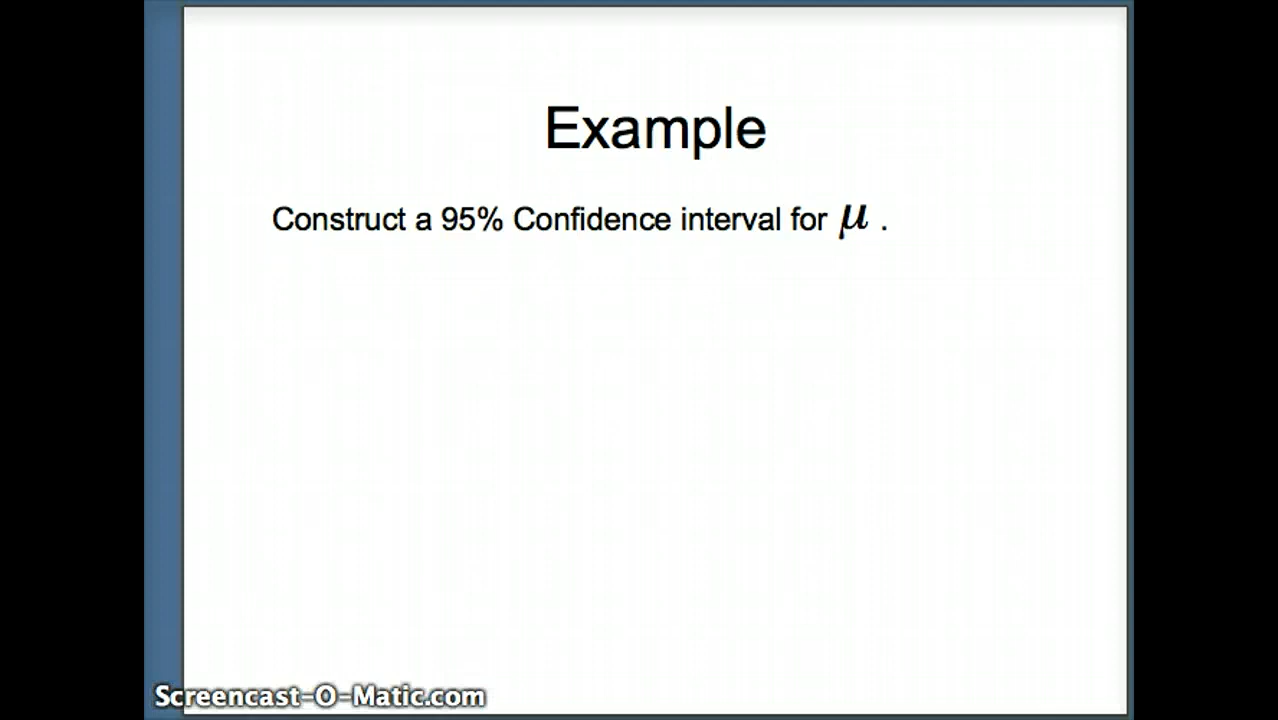 Example
Construct a 95% Confidence interval for μ .
Screencast-O-Matic.com